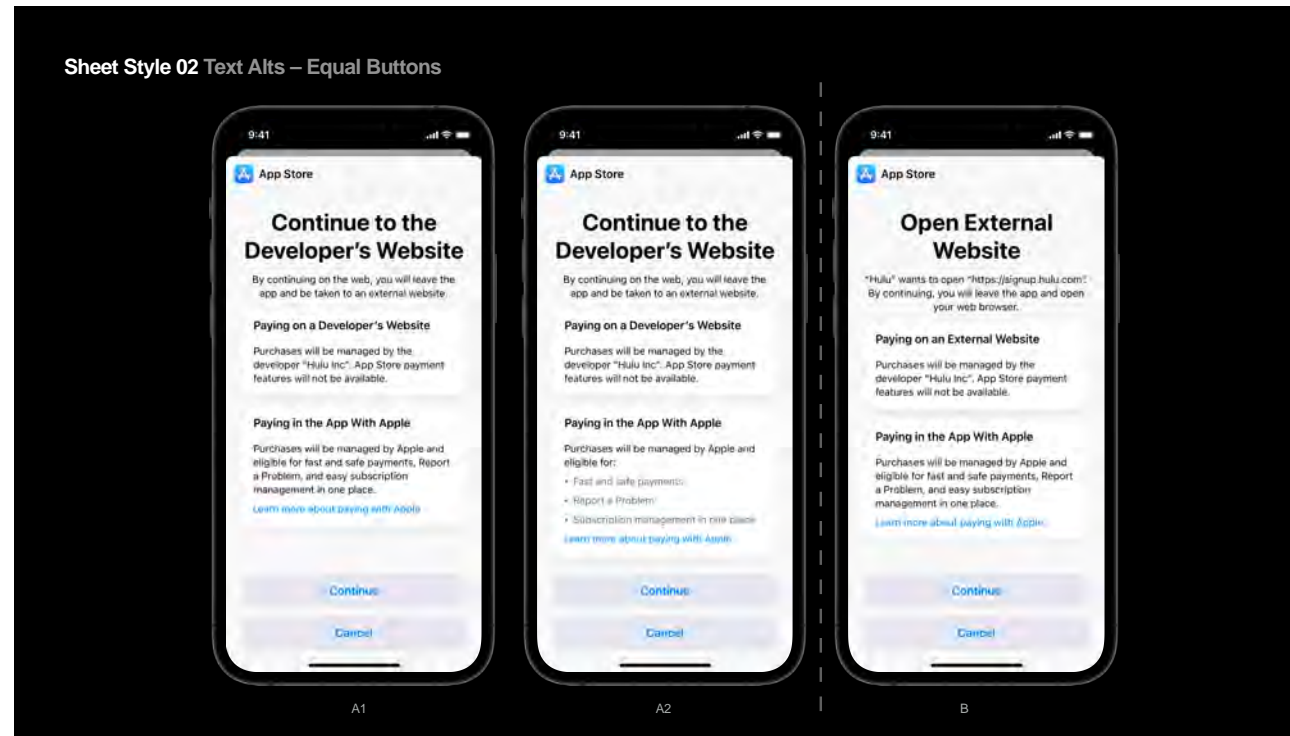 Sheet Style 02 Text Alts – Equal Buttons
9:41
App Store
Continue to the
Developer's Website
By continuing on the web, you will leave the
app and be taken to an external website.
Paying on a Developer's Website
Purchases will be managed by the
developer "Hulu Inc". App Store payment
features will not be available.
Paying in the App With Apple
Purchases will be managed by Apple and
eligible for fast and safe payments, Report
a Problem, and easy subscription
management in one place.
Learn more about paying with Apple
Continue
Cancel
A1
9:41
App Store
Continue to the
Developer's Website
By continuing on the web, you will leave the
app and be taken to an external website.
Paying on a Developer's Website
Purchases will be managed by the
developer "Hulu Inc". App Store payment
features will not be available.
Paying in the App With Apple
Purchases will be managed by Apple and
eligible for:
• Fast and safe payments
• Report a Problem
• Subscription management in one place
Learn more about paying with Apple
Continue
Cancel
A2
9:41
App Store
Open External
Website
"Hulu" wants to open "https://signup.hulu.com".
By continuing, you will leave the app and open
your web browser.
Paying on an External Website
Purchases will be managed by the
developer "Hulu Inc". App Store payment
features will not be available.
Paying in the App With Apple
Purchases will be managed by Apple and
eligible for fast and safe payments, Report
a Problem, and easy subscription
management in one place.
Learn more about paying with Apple
Continue
Cancel
B